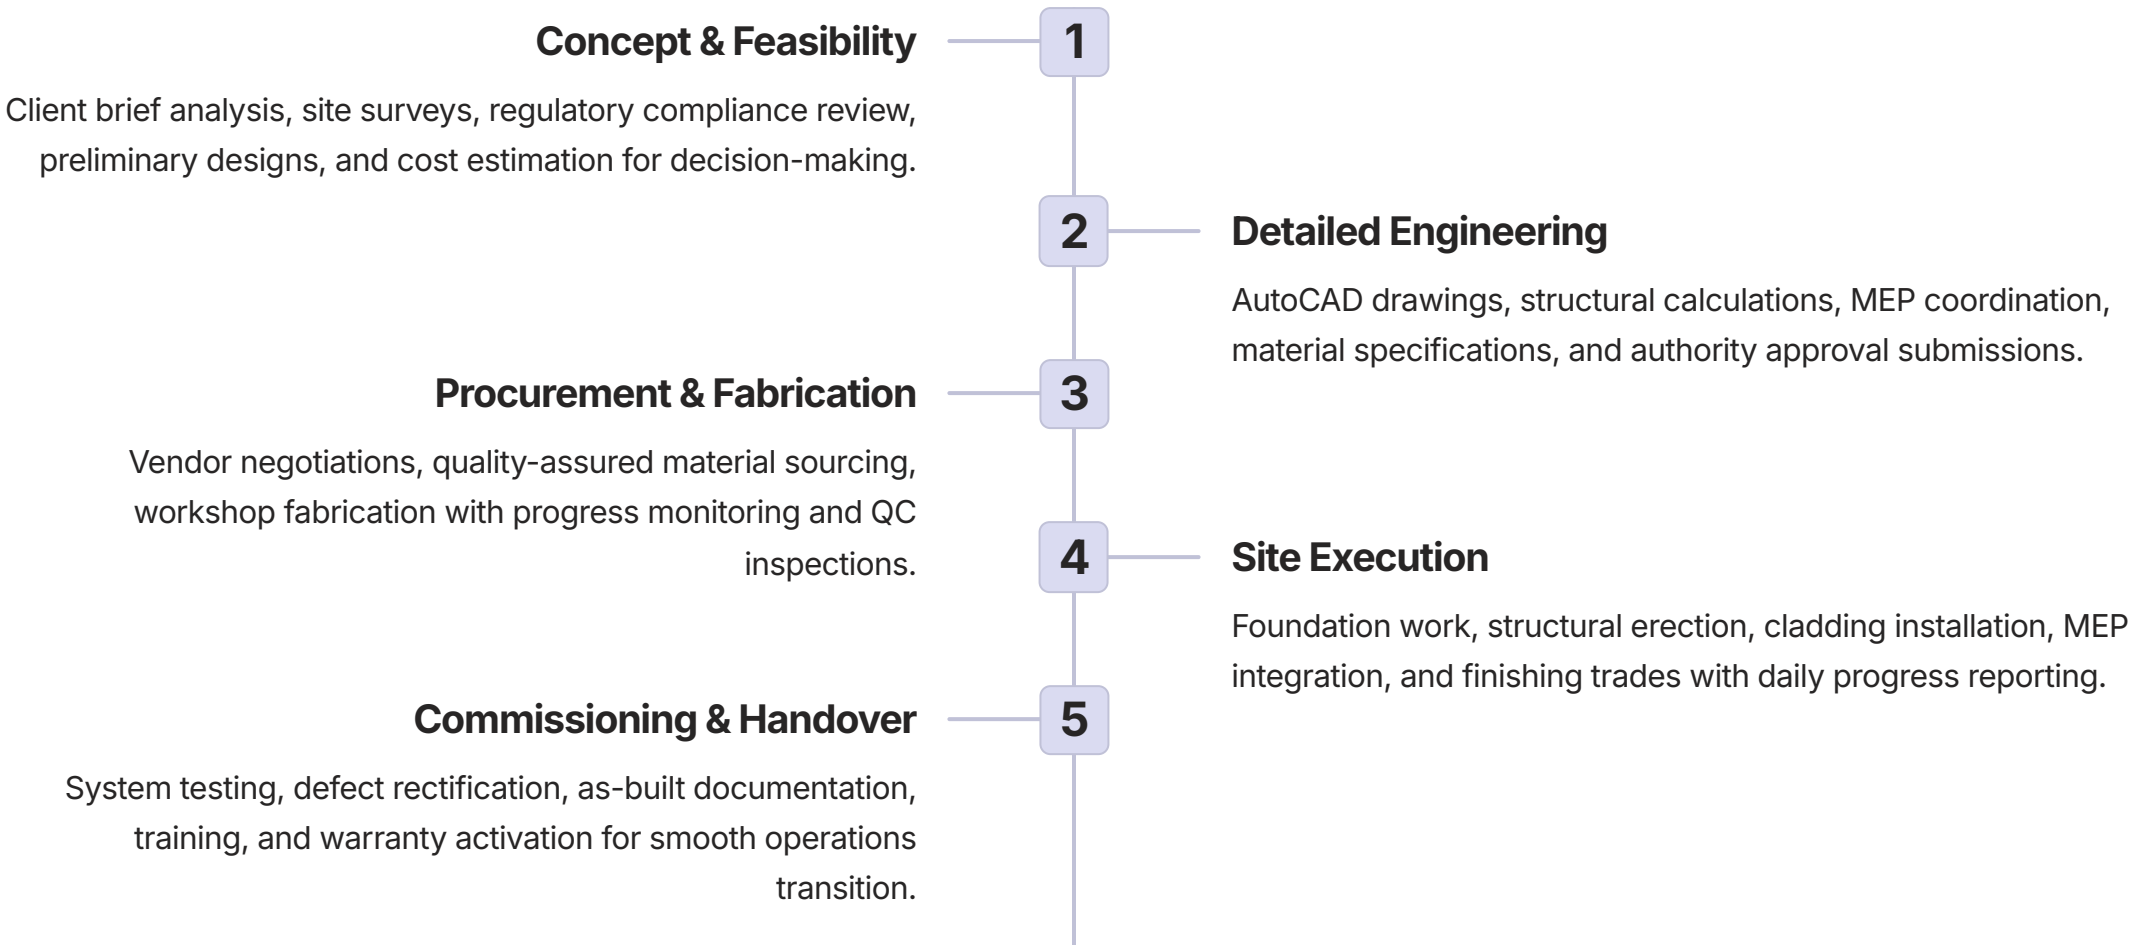 1
Concept & Feasibility
Client brief analysis, site surveys, regulatory compliance review,
preliminary designs, and cost estimation for decision-making.
2
Detailed Engineering
AutoCAD drawings, structural calculations, MEP coordination,
material specifications, and authority approval submissions.
3
Procurement & Fabrication
Vendor negotiations, quality-assured material sourcing,
workshop fabrication with progress monitoring and QC
inspections.
4
Site Execution
Foundation work, structural erection, cladding installation, MEP
integration, and finishing trades with daily progress reporting.
5
Commissioning & Handover
System testing, defect rectification, as-built documentation,
training, and warranty activation for smooth operations
transition.